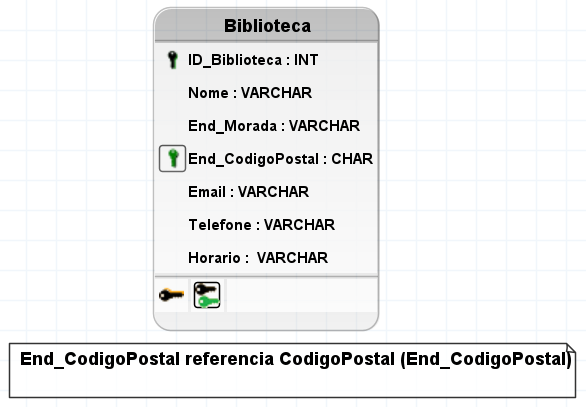 Biblioteca
ID_Biblioteca : INT
Nome : VARCHAR
End_Morada : VARCHAR
End_CodigoPostal : CHAR
Email : VARCHAR
Telefone : VARCHAR
Horario :  VARCHAR
End_CodigoPostal referencia CodigoPostal (End_CodigoPostal)